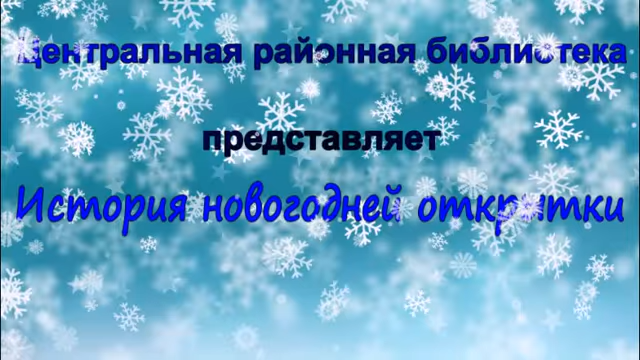 Центральная районная библиотека
представляет
История новогодней открытки